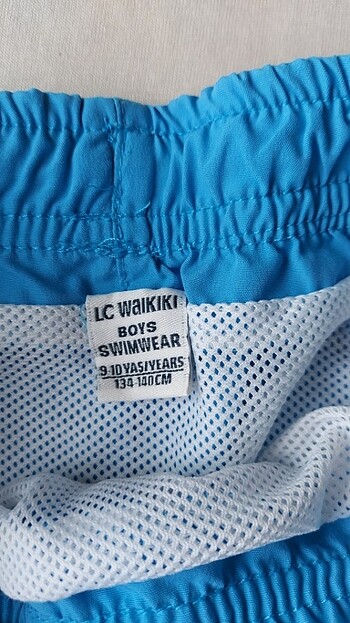 LC WaiKIKI
BOYS
SWIMWEAR
9-10 YAŞ/YEARS
134-140CM